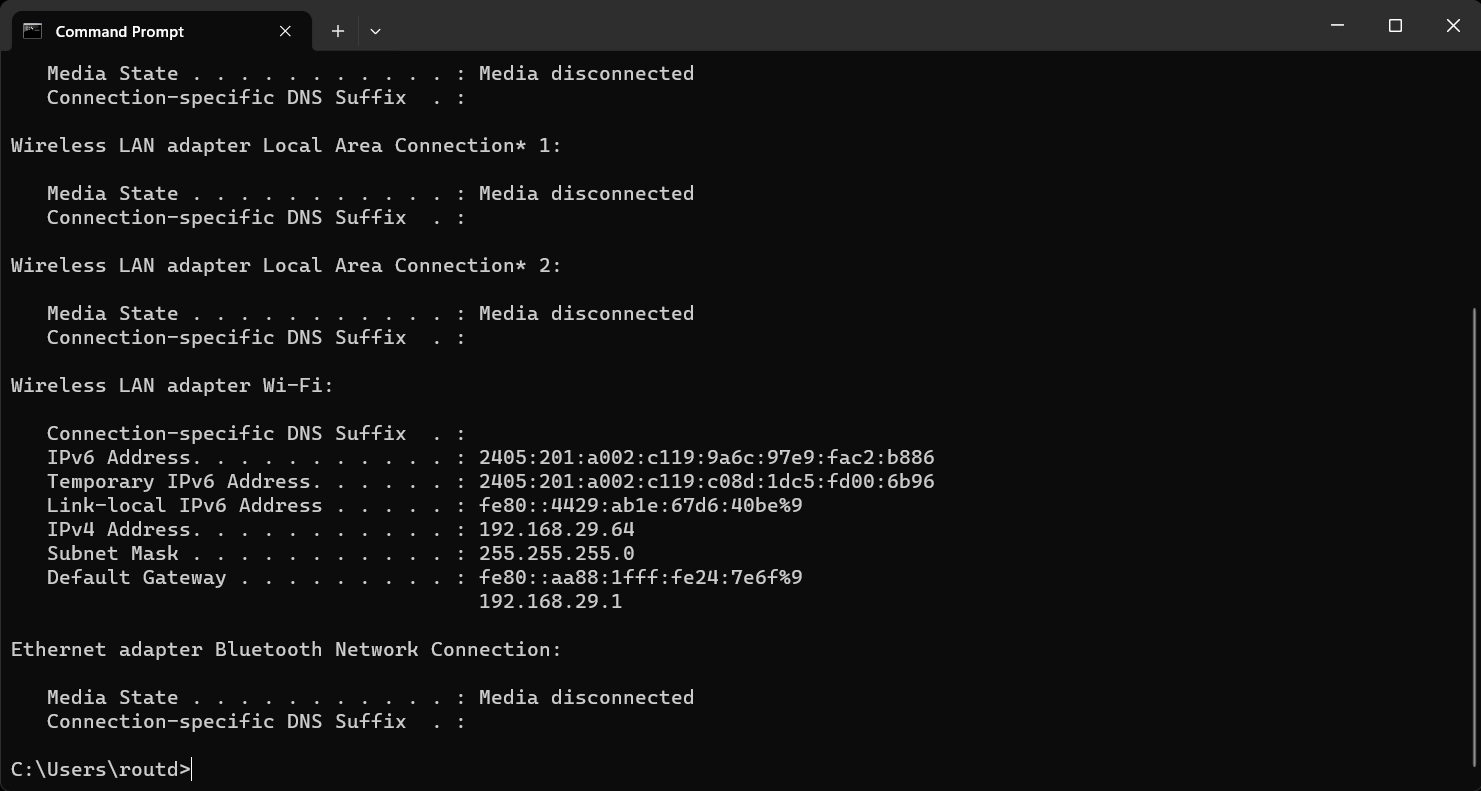 Command Prompt
   Media State . . . . . . . . . . . : Media disconnected
   Connection-specific DNS Suffix  . :

Wireless LAN adapter Local Area Connection* 1:

   Media State . . . . . . . . . . . : Media disconnected
   Connection-specific DNS Suffix  . :

Wireless LAN adapter Local Area Connection* 2:

   Media State . . . . . . . . . . . : Media disconnected
   Connection-specific DNS Suffix  . :

Wireless LAN adapter Wi-Fi:

   Connection-specific DNS Suffix  . :
   IPv6 Address. . . . . . . . . . . : 2405:201:a002:c119:9a6c:97e9:fac2:b886
   Temporary IPv6 Address. . . . . . : 2405:201:a002:c119:c08d:1dc5:fd00:6b96
   Link-local IPv6 Address . . . . . : fe80::4429:ab1e:67d6:40be%9
   IPv4 Address. . . . . . . . . . . : 192.168.29.64
   Subnet Mask . . . . . . . . . . . : 255.255.255.0
   Default Gateway . . . . . . . . . : fe80::aa88:1fff:fe24:7e6f%9
                                       192.168.29.1

Ethernet adapter Bluetooth Network Connection:

   Media State . . . . . . . . . . . : Media disconnected
   Connection-specific DNS Suffix  . :

C:\Users\routd>